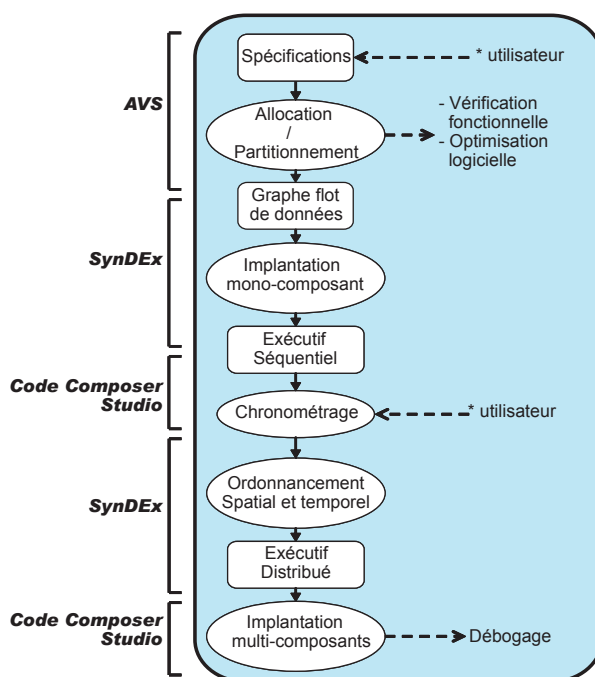 Spécifications
* utilisateur
AVS
Allocation
/
Partitionnement
- Vérification
fonctionnelle
- Optimisation
logicielle
Graphe flot
de données
SynDEx
Implantation
mono-composant
Exécutif
Séquentiel
Code Composer
Studio
Chronométrage
* utilisateur
Ordonnancement
Spatial et temporel
SynDEx
Exécutif
Distribué
Code Composer
Studio
Implantation
multi-composants
Débogage